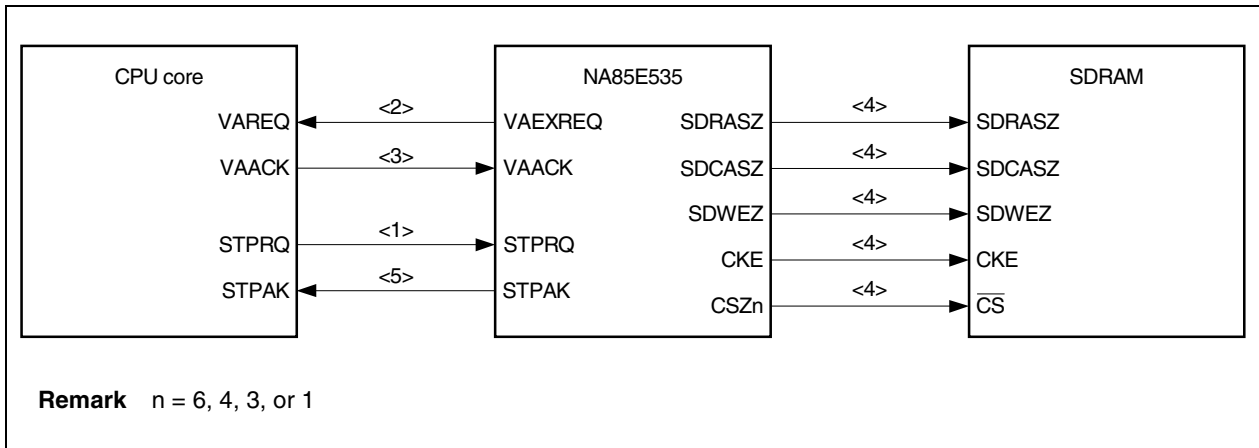 CPU core NA85E535 SDRAM
VAREQ <2> VAEXREQ SDRASZ <4> SDRASZ
VAACK <3> VAACK SDCASZ <4> SDCASZ
SDWEZ <4> SDWEZ
STPRQ <1> STPRQ
CKE <4> CKE
STPAK <5> STPAK
CSZn <4> C̅S̅
Remark n = 6, 4, 3, or 1